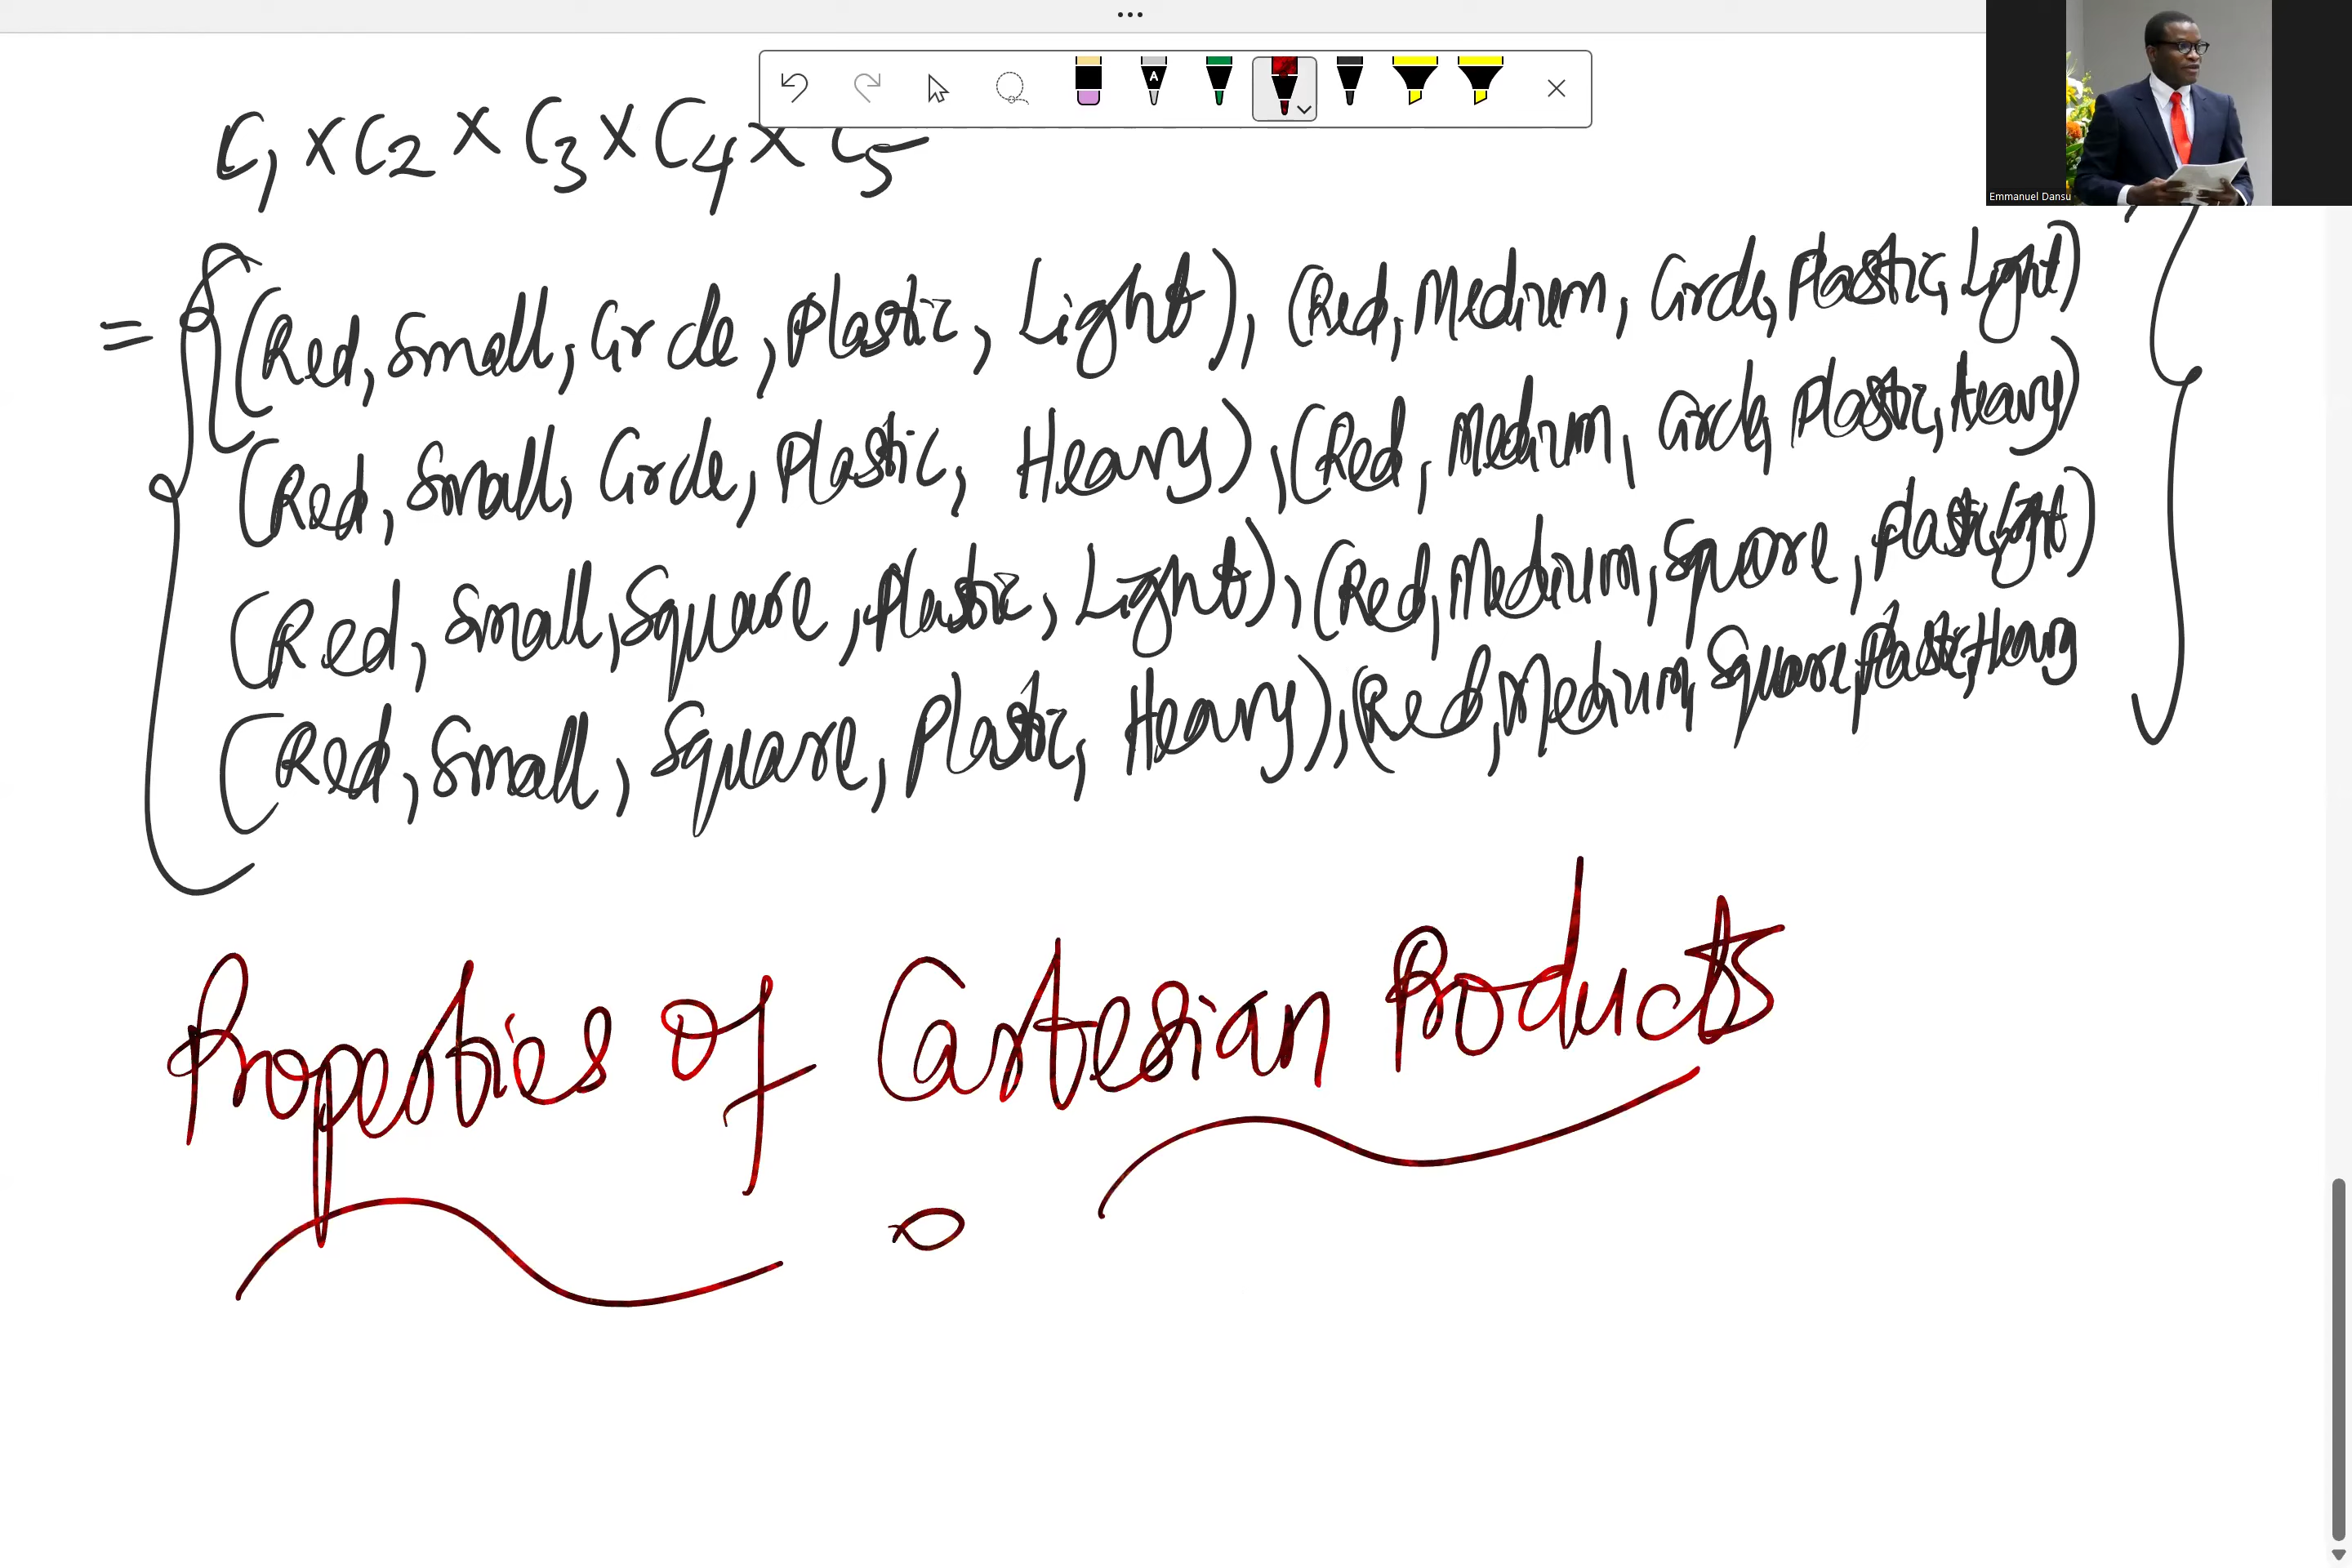 C1 x C2 x C3 x C4 x C5
Emmanuel Dansu
= { (Red, Small, Circle, Plastic, Light), (Red, Medium, Circle, Plastic, Light)
(Red, Small, Circle, Plastic, Heavy), (Red, Medium, Circle, Plastic, Heavy)
(Red, Small, Square, Plastic, Light), (Red, Medium, Square, Plastic, Light)
(Red, Small, Square, Plastic, Heavy), (Red, Medium, Square, Plastic, Heavy }
Properties of Cartesian Products